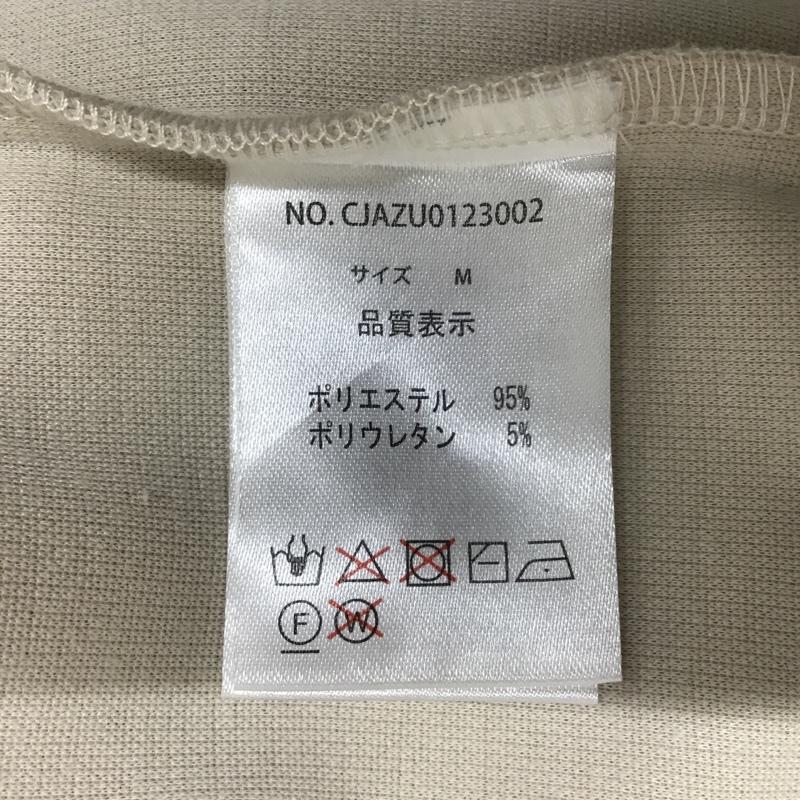 NO. CJAZU0123002
サイズ M
品質表示
ポリエステル 95%
ポリウレタン 5%
F W